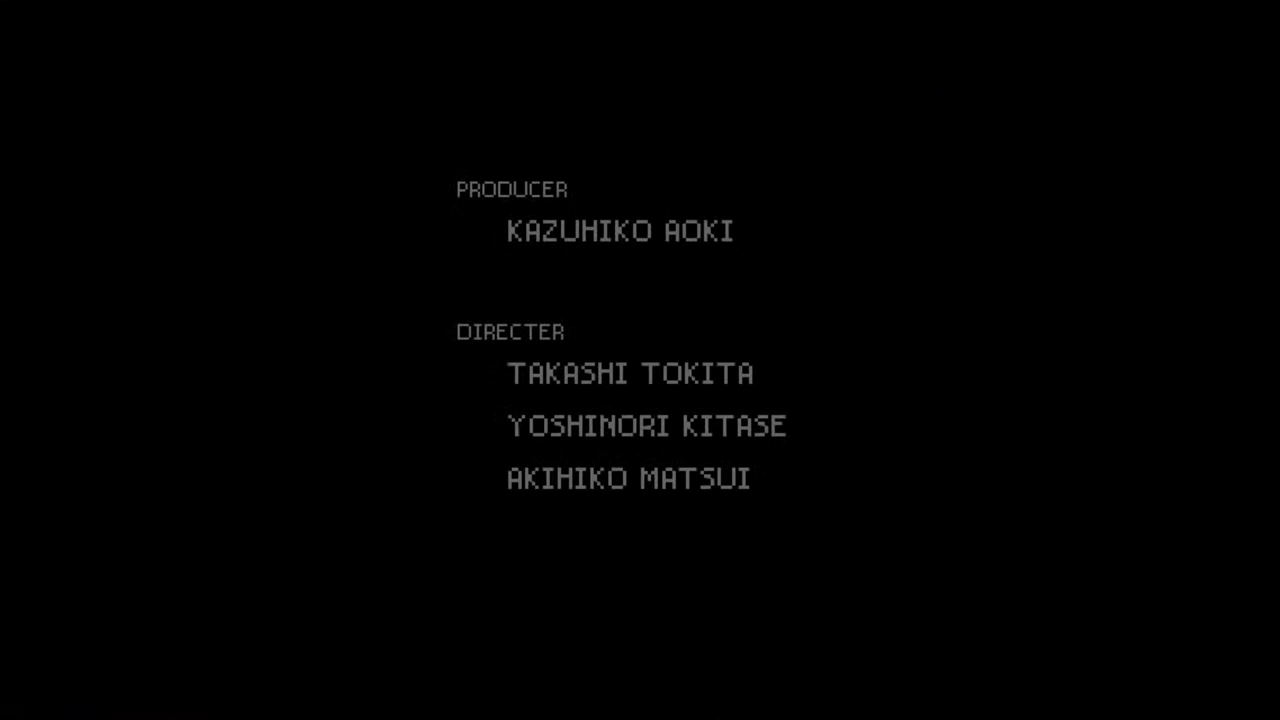 PRODUCER
KAZUHIKO AOKI
DIRECTER
TAKASHI TOKITA
YOSHINORI KITASE
AKIHIKO MATSUI